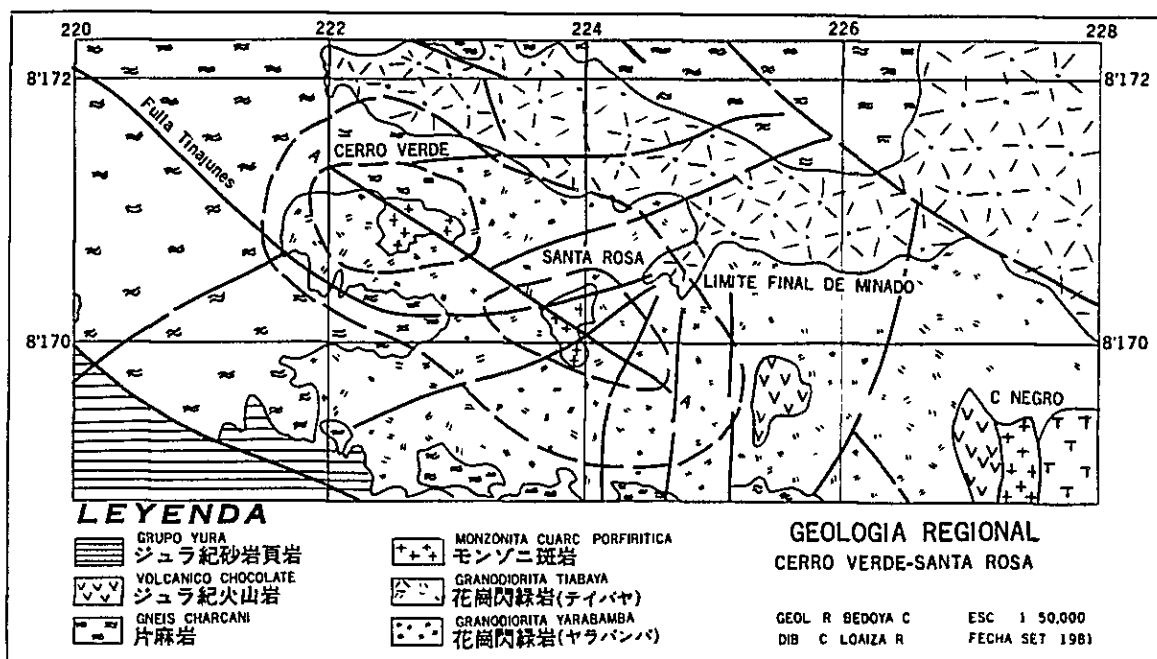 220 222 224 226 228
8'172 8'172
Falla Tinajunes
A CERRO VERDE
SANTA ROSA
LIMITE FINAL DE MINADO
8'170 8'170
A
C NEGRO
LEYENDA
GRUPO YURA
ジュラ紀砂岩頁岩
VOLCANICO CHOCOLATE
ジュラ紀火山岩
GNEIS CHARCANI
片麻岩
MONZONITA CUARC PORFIRITICA
モンゾニ斑岩
GRANODIORITA TIABAYA
花崗閃緑岩(テイバヤ)
GRANODIORITA YARABAMBA
花崗閃緑岩(ヤラバンバ)
GEOLOGIA REGIONAL
CERRO VERDE-SANTA ROSA
GEOL R BEDOYA C ESC 1 50,000
DIB C LOAIZA R FECHA SET 1981